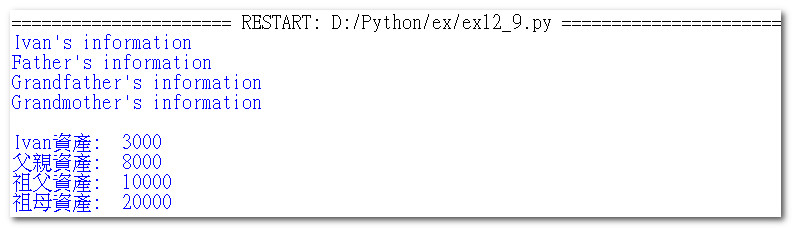 ====================== RESTART: D:/Python/ex/ex12_9.py ======================
Ivan's information
Father's information
Grandfather's information
Grandmother's information
Ivan資產:  3000
父親資產:  8000
祖父資產:  10000
祖母資產:  20000